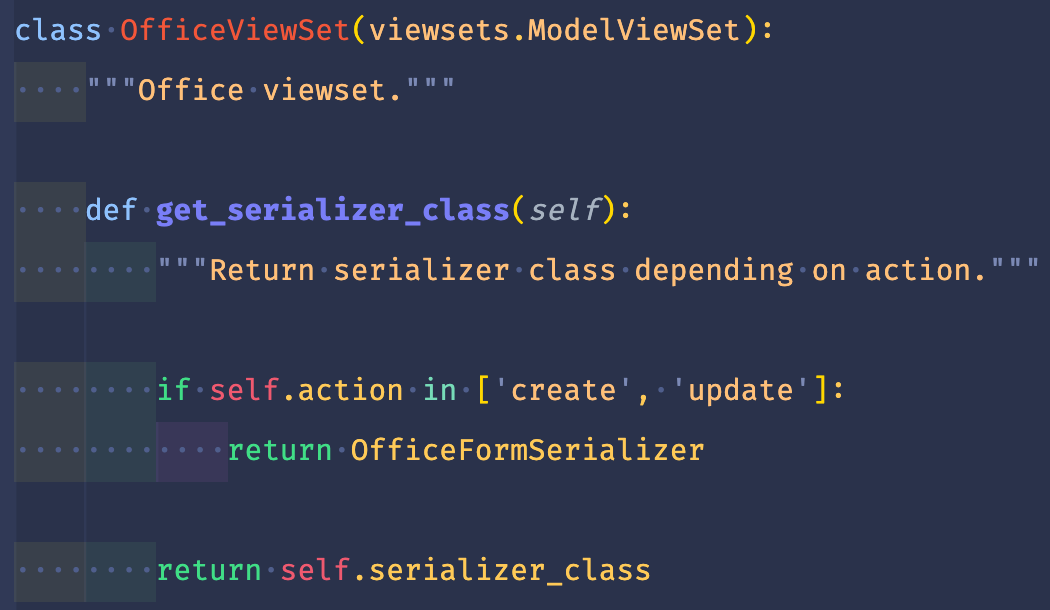 class OfficeViewSet(viewsets.ModelViewSet):
    """Office viewset."""
    def get_serializer_class(self):
        """Return serializer class depending on action."""
        if self.action in ['create', 'update']:
            return OfficeFormSerializer
        return self.serializer_class